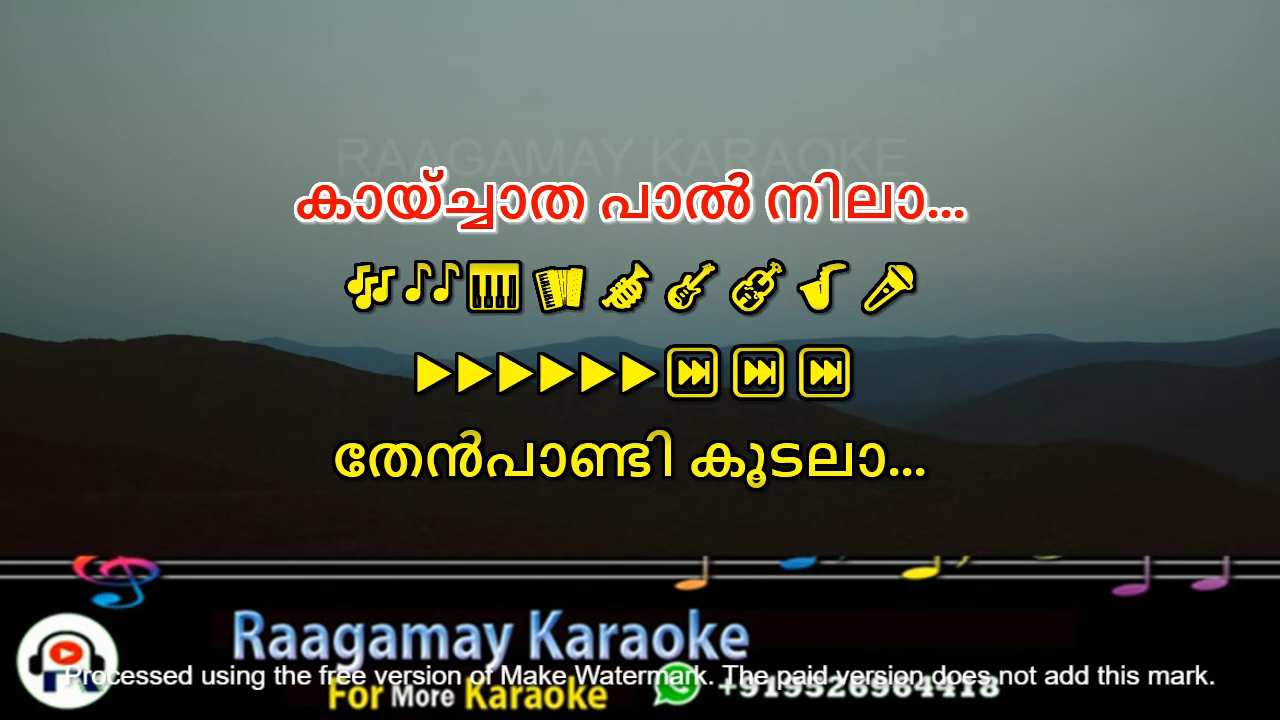 RAAGAMAY KARAOKE
കായ്ച്ചാത പാൽ നിലാ...
തേൻപാണ്ടി കൂടലാ...
Raagamay Karaoke
Processed using the free version of Make Watermark. The paid version does not add this mark.
For More Karaoke +919526964418